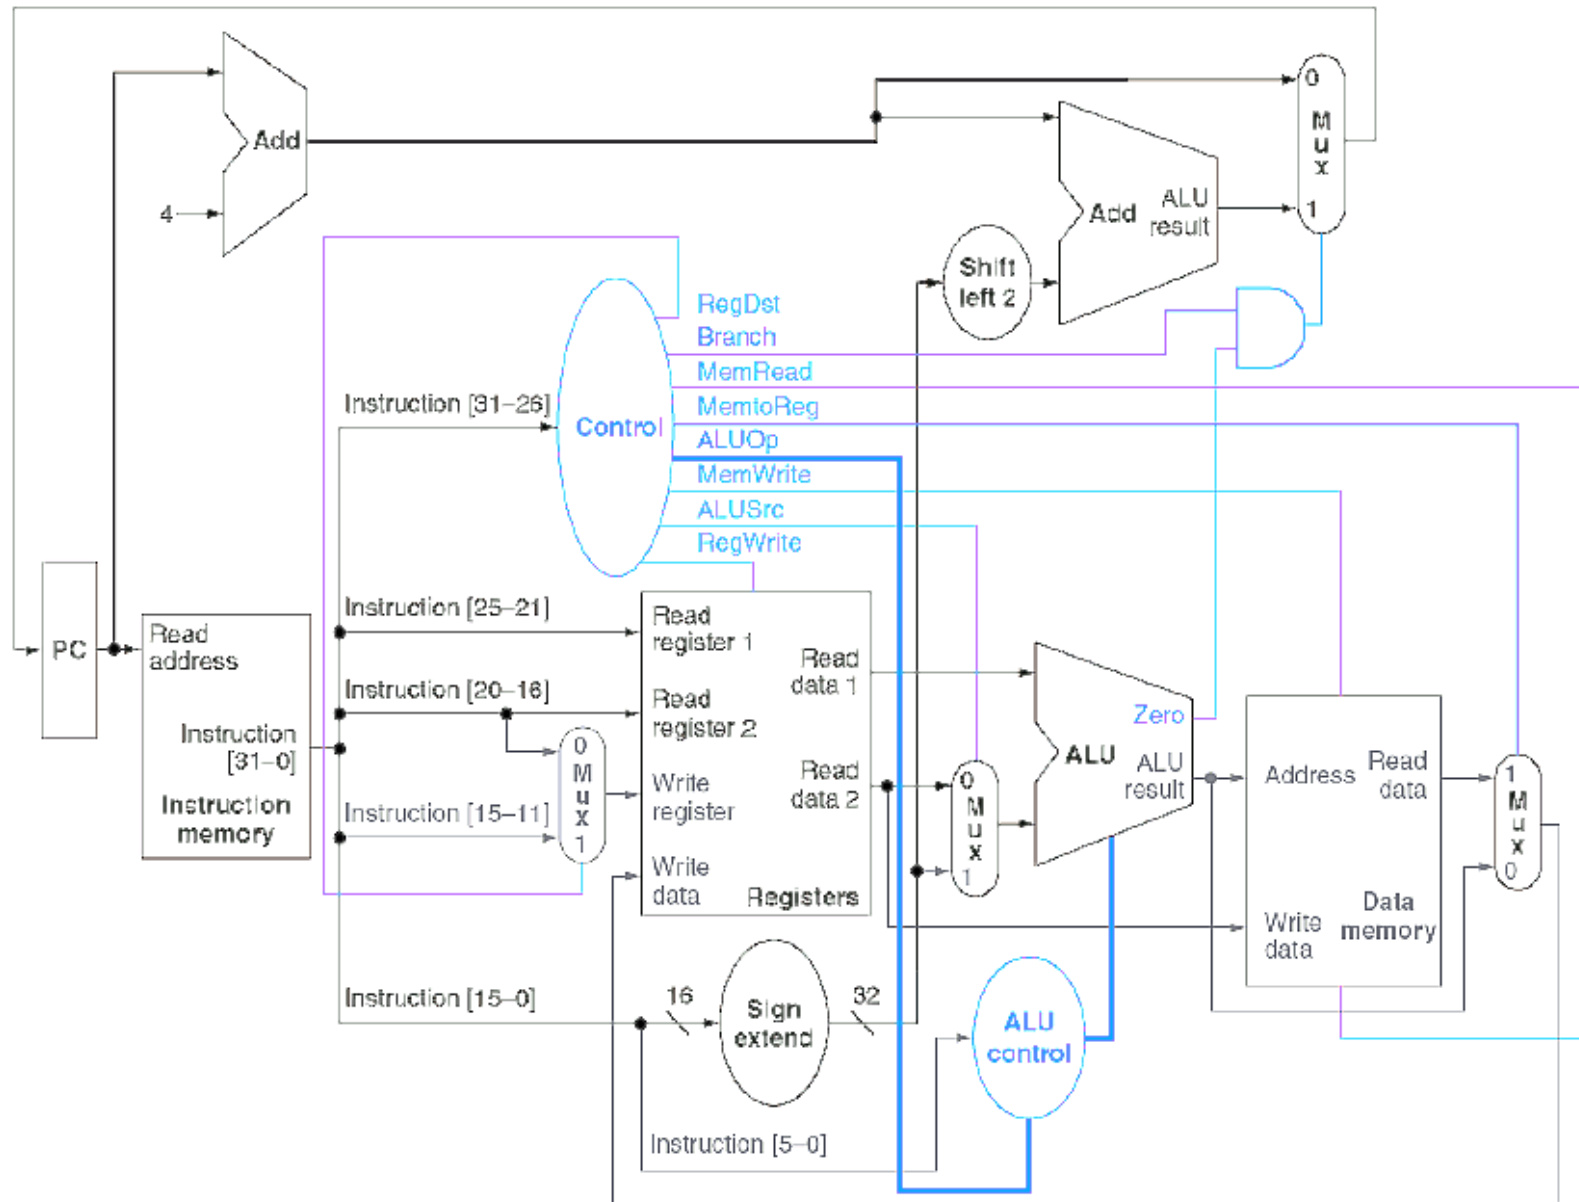 0
M
u
x
1
Add
4
Add
ALU
result
Shift
left 2
RegDst
Branch
MemRead
MemtoReg
ALUOp
MemWrite
ALUSrc
RegWrite
Control
Instruction [31–26]
Instruction [25–21]
Instruction [20–16]
Instruction [15–11]
Instruction [15–0]
Instruction [5–0]
PC
Read
address
Instruction
[31–0]
Instruction
memory
0
M
u
x
1
Read
register 1
Read
register 2
Write
register
Write
data
Read
data 1
Read
data 2
Registers
0
M
u
x
1
Zero
ALU
ALU
result
Address
Read
data
Write
data
Data
memory
1
M
u
x
0
16
Sign
extend
32
ALU
control